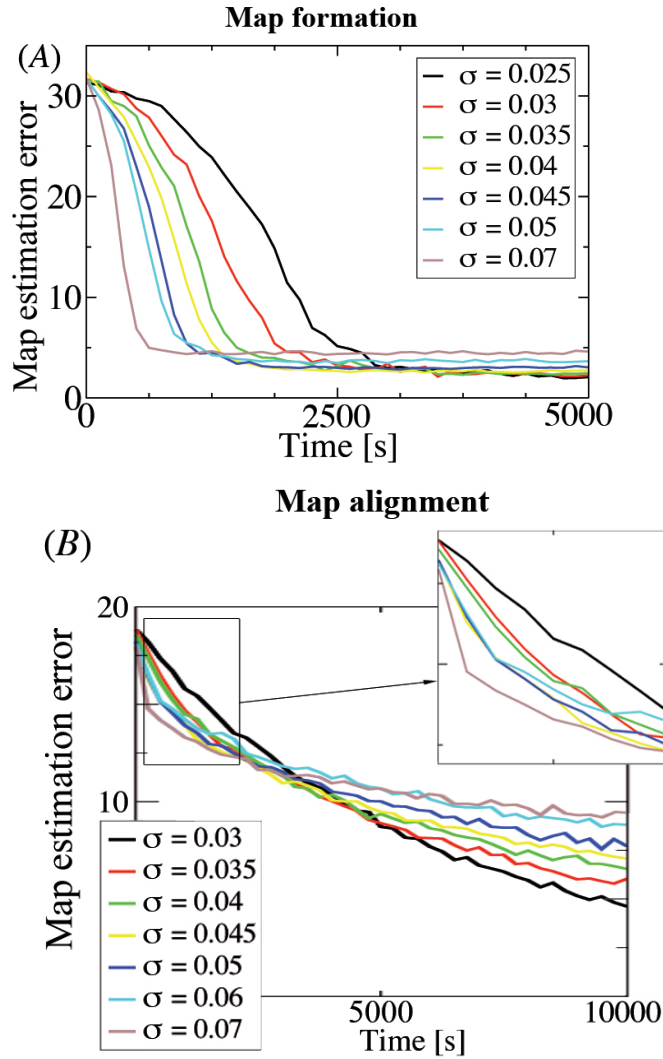 Map formation
(A)
Map estimation error
30
20
10
0
σ = 0.025
σ = 0.03
σ = 0.035
σ = 0.04
σ = 0.045
σ = 0.05
σ = 0.07
0 2500 5000
Time [s]
Map alignment
(B)
Map estimation error
20
10
σ = 0.03
σ = 0.035
σ = 0.04
σ = 0.045
σ = 0.05
σ = 0.06
σ = 0.07
5000 10000
Time [s]